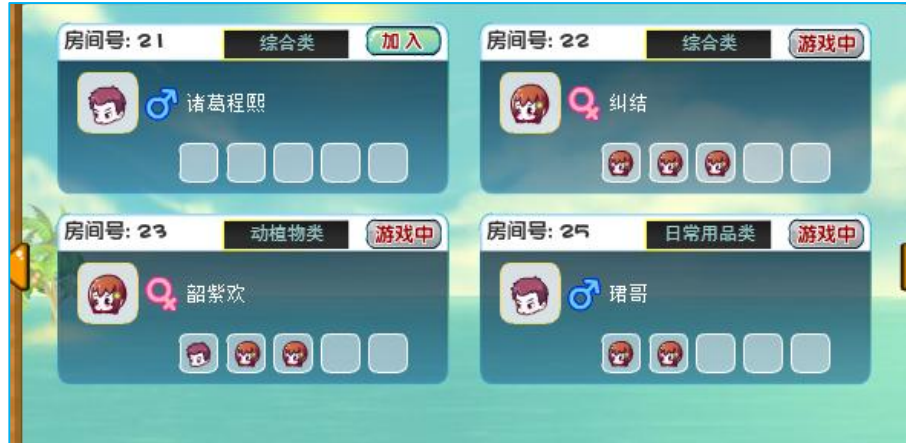 房间号: 21 综合类 加入
诸葛程熙
房间号: 22 综合类 游戏中
纠结
房间号: 23 动植物类 游戏中
韶紫欢
房间号: 25 日常用品类 游戏中
珺哥